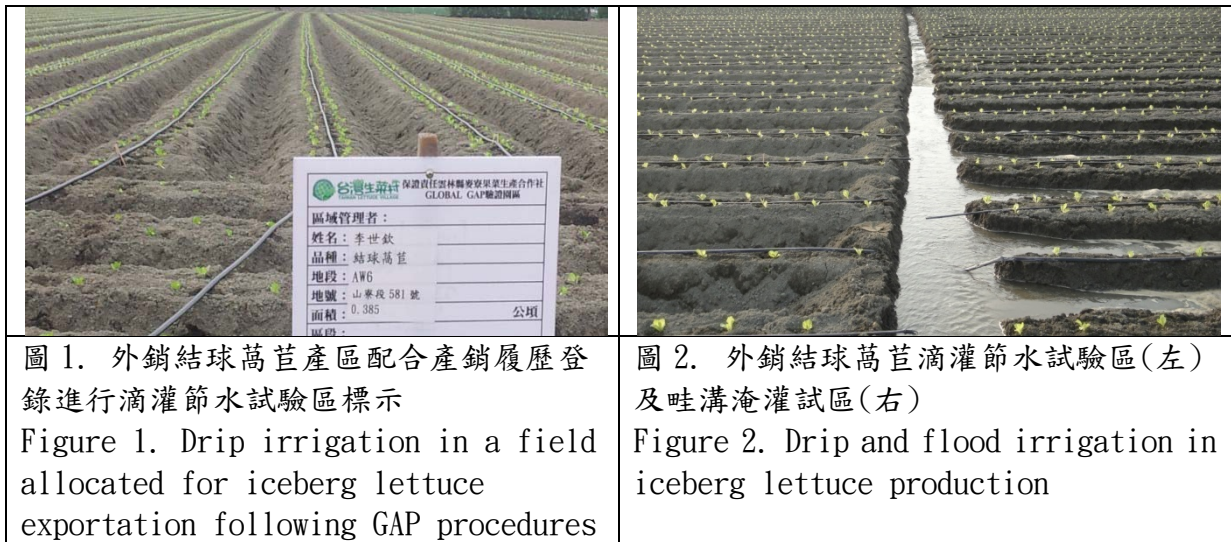 台灣生菜村
TAIWAN LETTUCE VILLAGE
保證責任雲林縣麥寮果菜生產合作社
GLOBAL GAP驗證園區
區域管理者：
姓名：李世欽
品種：結球萵苣
地段：AW6
地號：山寮段 581 號
面積：0.385 公頃
區段：
圖 1. 外銷結球萵苣產區配合產銷履歷登
錄進行滴灌節水試驗區標示
Figure 1. Drip irrigation in a field
allocated for iceberg lettuce
exportation following GAP procedures
圖 2. 外銷結球萵苣滴灌節水試驗區(左)
及畦溝淹灌試區(右)
Figure 2. Drip and flood irrigation in
iceberg lettuce production